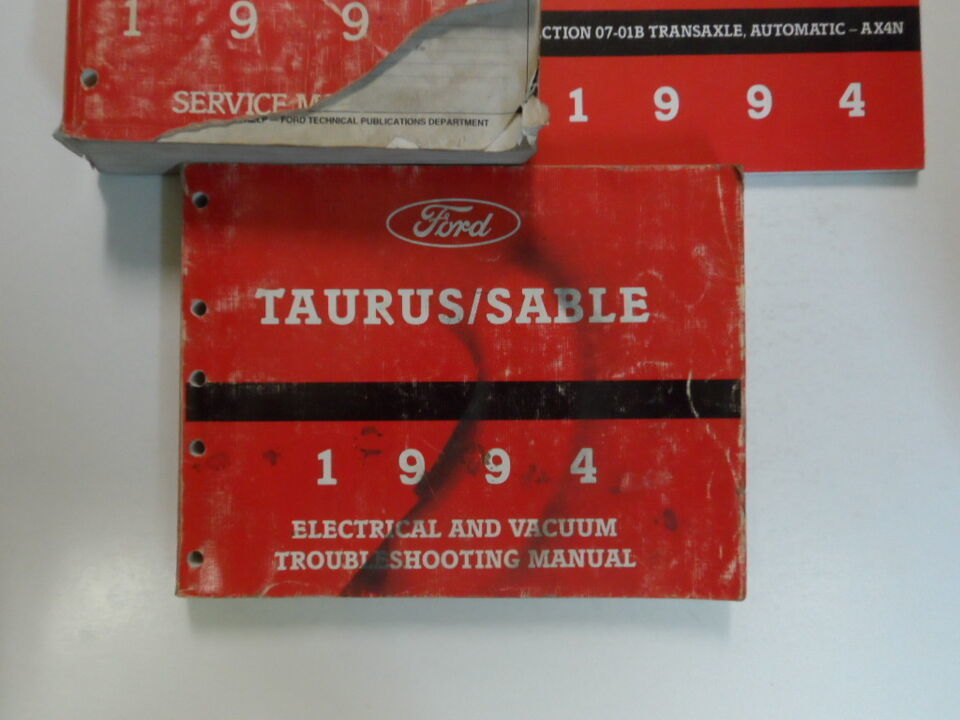 1 9 9
SERVICE
FORD TECHNICAL PUBLICATIONS DEPARTMENT
07-01B TRANSAXLE, AUTOMATIC – AX4N
1 9 9 4
Ford
TAURUS/SABLE
1 9 9 4
ELECTRICAL AND VACUUM
TROUBLESHOOTING MANUAL